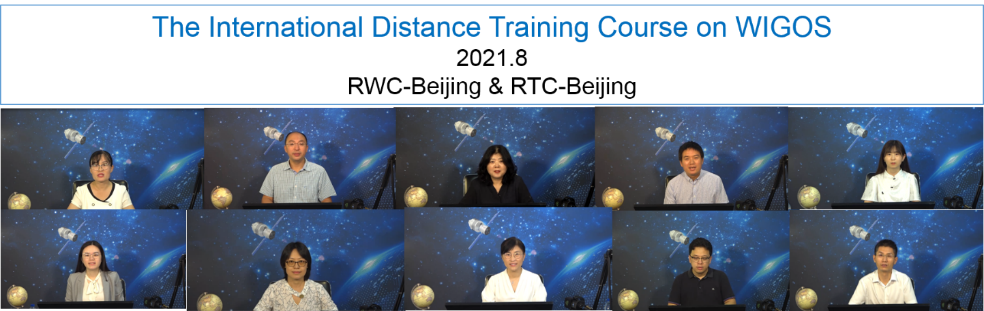 The International Distance Training Course on WIGOS
2021.8
RWC-Beijing & RTC-Beijing